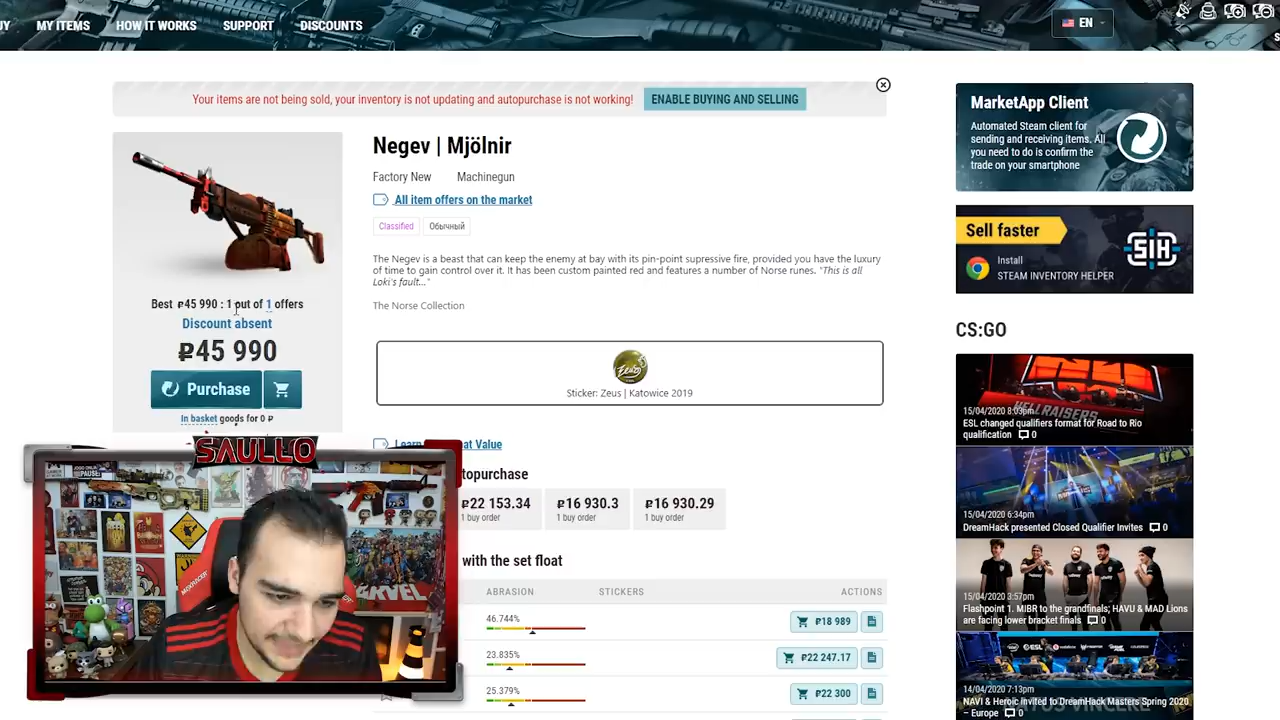 MY ITEMS HOW IT WORKS SUPPORT DISCOUNTS
EN
Your items are not being sold, your inventory is not updating and autopurchase is not working! ENABLE BUYING AND SELLING
Negev | Mjölnir
Factory New Machinegun
All item offers on the market
Classified Обычный
The Negev is a beast that can keep the enemy at bay with its pin-point supressive fire, provided you have the luxury
of time to gain control over it. It has been custom painted red and features a number of Norse runes. "This is all
Loki's fault..."
The Norse Collection
Best ₽45 990 : 1 out of 1 offers
Discount absent
₽45 990
Purchase
In basket goods for 0 ₽
Sticker: Zeus | Katowice 2019
₽22 153.34 ₽16 930.3 ₽16 930.29
1 buy order 1 buy order 1 buy order
with the set float
ABRASION STICKERS ACTIONS
46.744% ₽18 989
23.835% ₽22 247.17
25.379% ₽22 300
MarketApp Client
Automated Steam client for
sending and receiving items. All
you need to do is confirm the
trade on your smartphone
Sell faster
Install
STEAM INVENTORY HELPER
SIH
CS:GO
HELLRAISERS
15/04/2020 8:03pm
ESL changed qualifiers format for Road to Rio
qualification 0
15/04/2020 6:34pm
DreamHack presented Closed Qualifier Invites 0
15/04/2020 3:57pm
Flashpoint 1. MIBR to the grandfinals; HAVU & MAD Lions
are facing lower bracket finals 0
14/04/2020 7:13pm
NAVI & Heroic invited to DreamHack Masters Spring 2020
– Europe 0
SAULLO
MARVEL